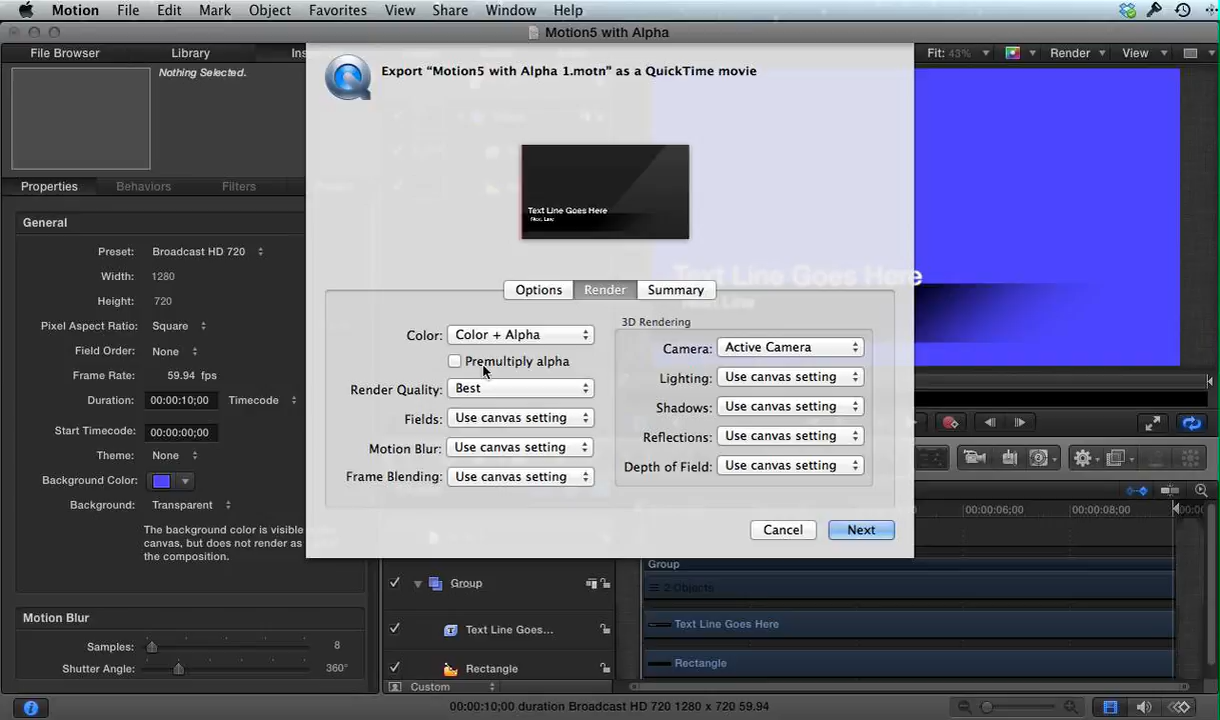 Motion File Edit Mark Object Favorites View Share Window Help
Motion5 with Alpha
File Browser Library Ins Fit: 43% Render View
Nothing Selected.
Export “Motion5 with Alpha 1.motn” as a QuickTime movie
Text Line Goes Here
Properties Behaviors Filters
General
Preset: Broadcast HD 720
Width: 1280
Height: 720
Pixel Aspect Ratio: Square
Field Order: None
Frame Rate: 59.94 fps
Duration: 00:00:10;00 Timecode
Start Timecode: 00:00:00;00
Theme: None
Background Color:
Background: Transparent
The background color is visible
canvas, but does not render as
the composition.
Motion Blur
Samples: 8
Shutter Angle: 360°
Options Render Summary
Color: Color + Alpha
Premultiply alpha
Render Quality: Best
Fields: Use canvas setting
Motion Blur: Use canvas setting
Frame Blending: Use canvas setting
3D Rendering
Camera: Active Camera
Lighting: Use canvas setting
Shadows: Use canvas setting
Reflections: Use canvas setting
Depth of Field: Use canvas setting
Cancel Next
Text Line Goes Here
00:00:06;00 00:00:08;00
Group
Group
2 Objects
Text Line Goes... Text Line Goes Here
Rectangle Rectangle
Custom
00:00:10;00 duration Broadcast HD 720 1280 x 720 59.94